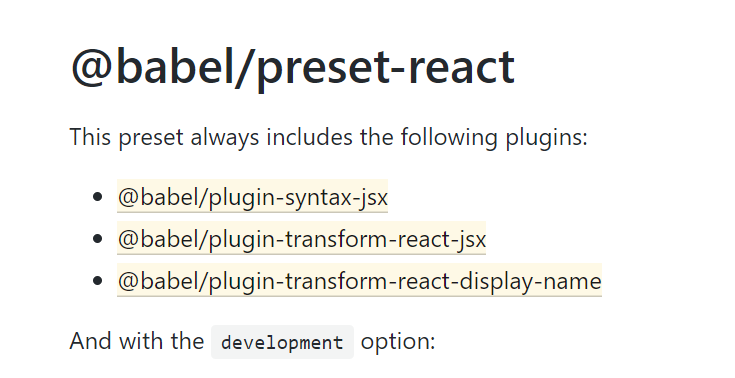 @babel/preset-react
This preset always includes the following plugins:
@babel/plugin-syntax-jsx
@babel/plugin-transform-react-jsx
@babel/plugin-transform-react-display-name
And with the development option: